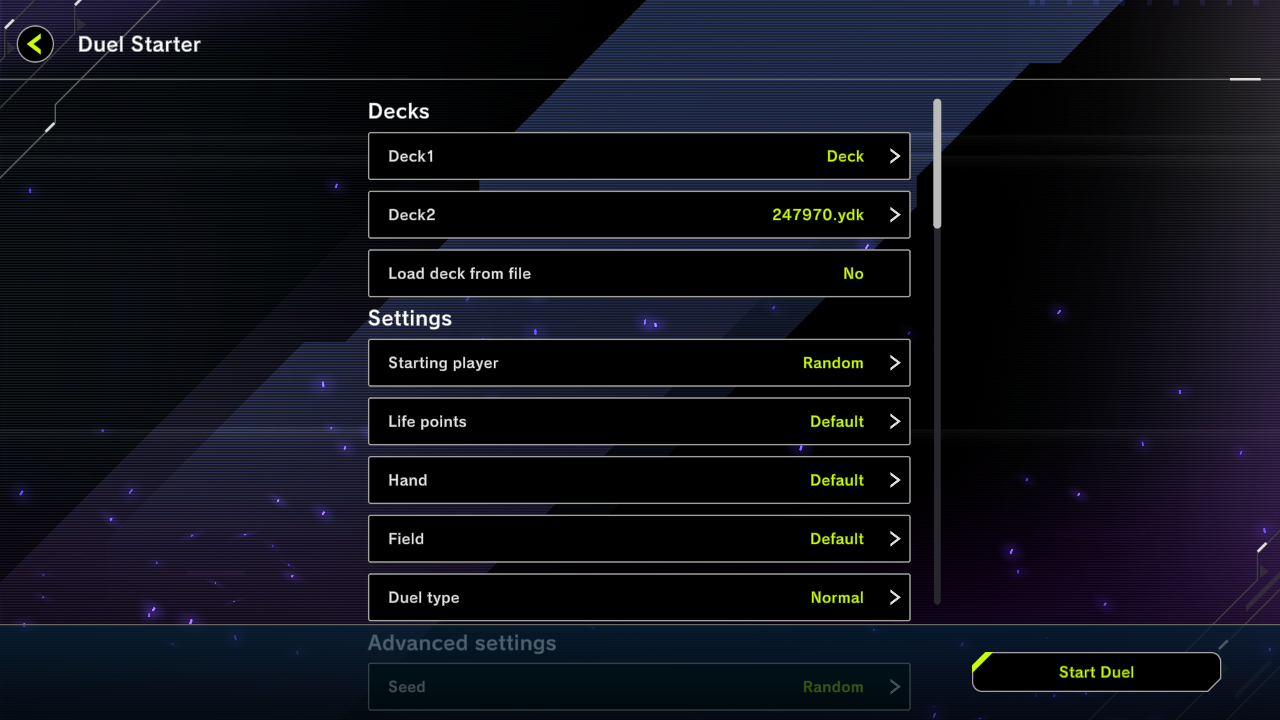 Duel Starter
Decks
Deck1 Deck
Deck2 247970.ydk
Load deck from file No
Settings
Starting player Random
Life points Default
Hand Default
Field Default
Duel type Normal
Advanced settings
Seed Random
Start Duel